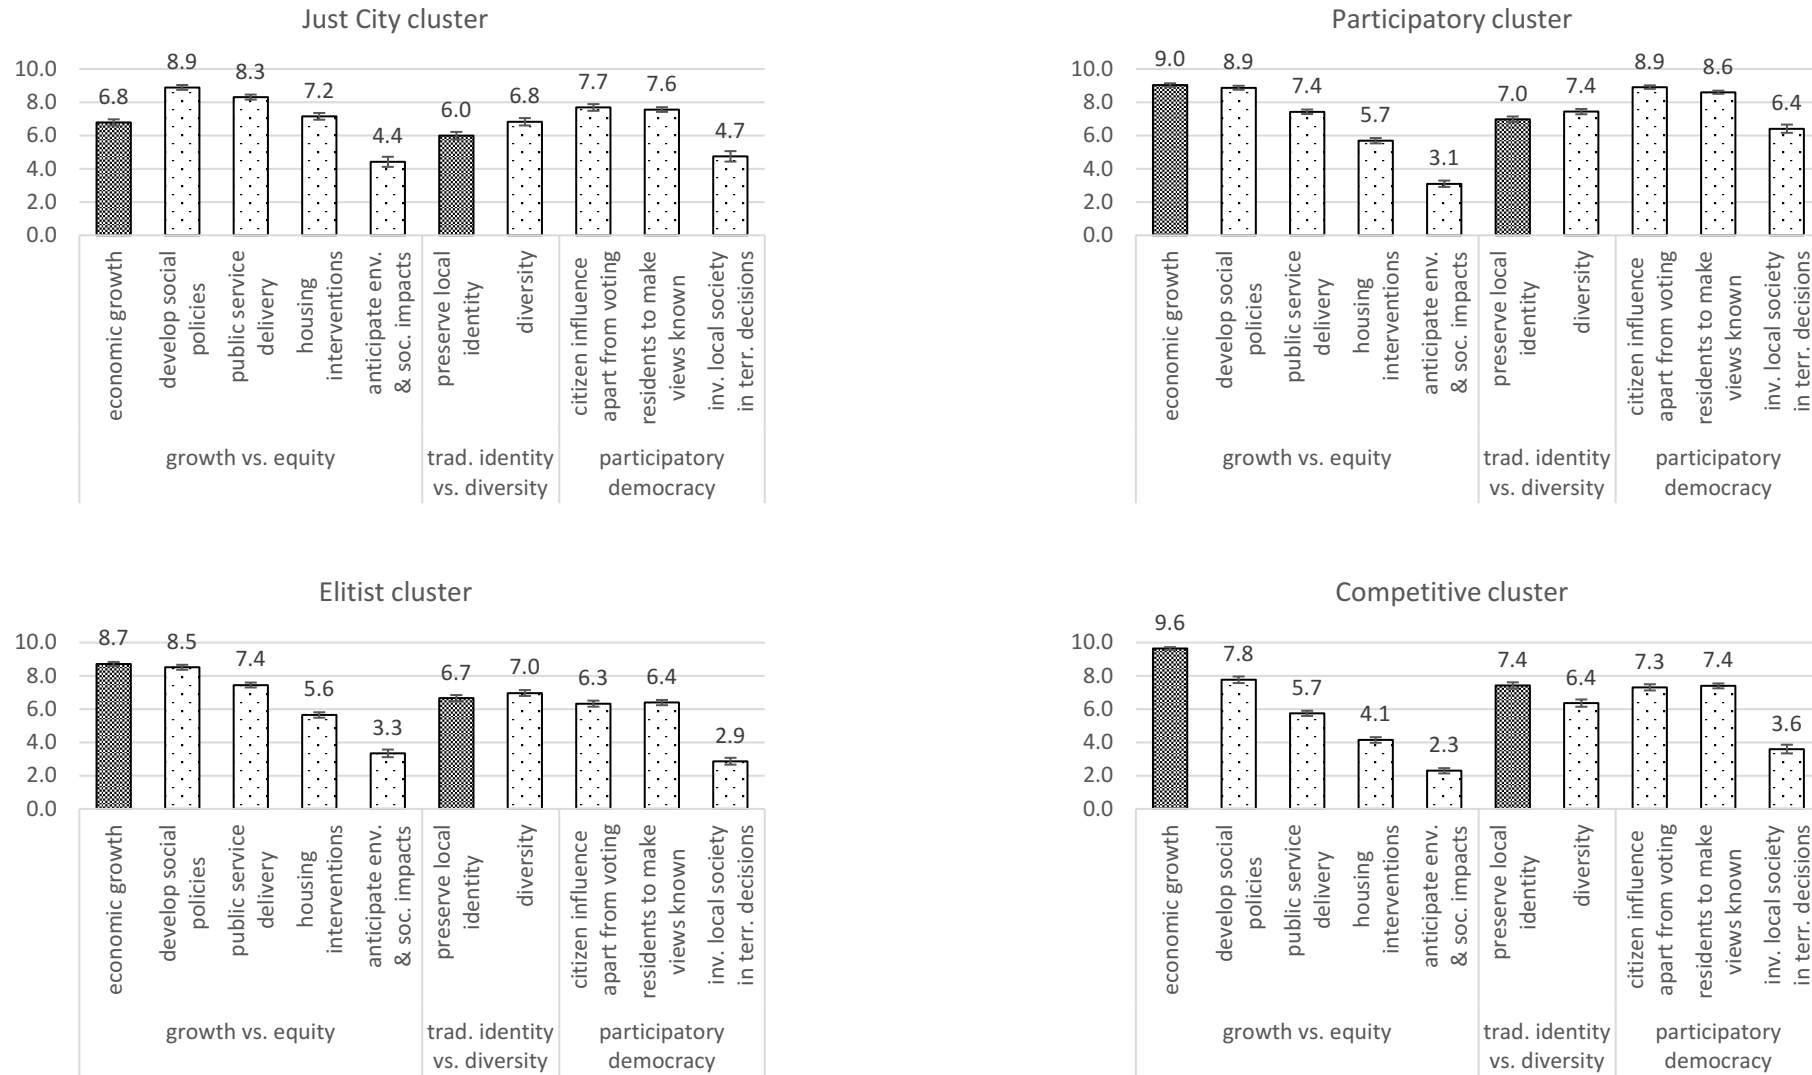 Just City cluster
10.0
8.0
6.0
4.0
2.0
0.0
6.8
8.9
8.3
7.2
4.4
6.0
6.8
7.7
7.6
4.7
economic growth
develop social
policies
public service
delivery
housing
interventions
anticipate env.
& soc. impacts
preserve local
identity
diversity
citizen influence
apart from voting
residents to make
views known
inv. local society
in terr. decisions
growth vs. equity
trad. identity
vs. diversity
participatory
democracy
Participatory cluster
10.0
8.0
6.0
4.0
2.0
0.0
9.0
8.9
7.4
5.7
3.1
7.0
7.4
8.9
8.6
6.4
economic growth
develop social
policies
public service
delivery
housing
interventions
anticipate env.
& soc. impacts
preserve local
identity
diversity
citizen influence
apart from voting
residents to make
views known
inv. local society
in terr. decisions
growth vs. equity
trad. identity
vs. diversity
participatory
democracy
Elitist cluster
10.0
8.0
6.0
4.0
2.0
0.0
8.7
8.5
7.4
5.6
3.3
6.7
7.0
6.3
6.4
2.9
economic growth
develop social
policies
public service
delivery
housing
interventions
anticipate env.
& soc. impacts
preserve local
identity
diversity
citizen influence
apart from voting
residents to make
views known
inv. local society
in terr. decisions
growth vs. equity
trad. identity
vs. diversity
participatory
democracy
Competitive cluster
10.0
8.0
6.0
4.0
2.0
0.0
9.6
7.8
5.7
4.1
2.3
7.4
6.4
7.3
7.4
3.6
economic growth
develop social
policies
public service
delivery
housing
interventions
anticipate env.
& soc. impacts
preserve local
identity
diversity
citizen influence
apart from voting
residents to make
views known
inv. local society
in terr. decisions
growth vs. equity
trad. identity
vs. diversity
participatory
democracy